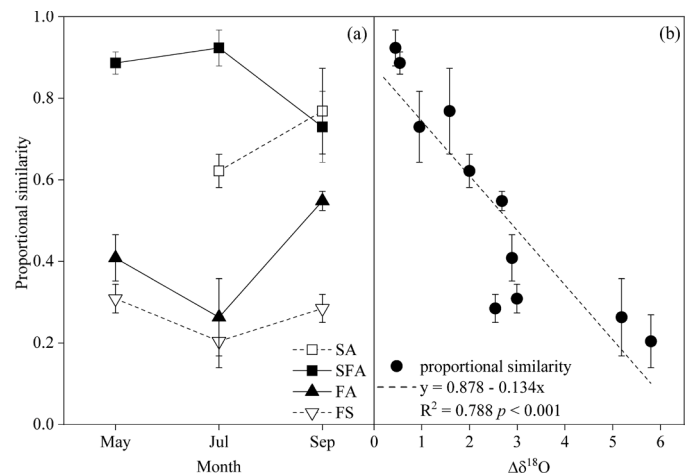 1.0
0.8
0.6
0.4
0.2
0.0
Proportional similarity
(a)
SA
SFA
FA
FS
May Jul Sep
Month
(b)
proportional similarity
y = 0.878 - 0.134x
R² = 0.788 p < 0.001
0 1 2 3 4 5 6
Δδ¹⁸O